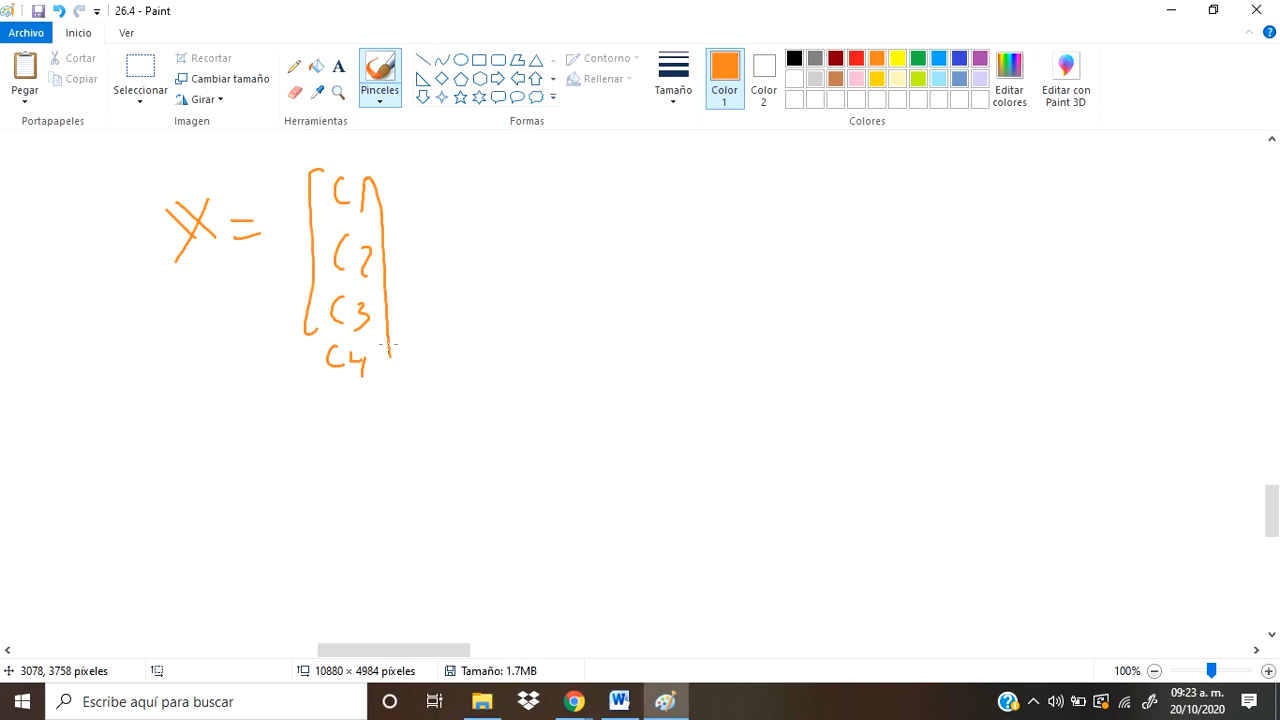 26.4 - Paint
Archivo Inicio Ver
Pegar
Cortar
Copiar
Portapapeles
Seleccionar
Recortar
Cambiar tamaño
Girar
Imagen
A
Herramientas
Pinceles
Contorno
Rellenar
Formas
Tamaño
Color 1
Color 2
Editar colores
Editar con Paint 3D
Colores
X =
C1
C2
C3
C4
3078, 3758 píxeles
10880 × 4984 píxeles
Tamaño: 1.7MB
100%
Escribe aquí para buscar
09:23 a. m.
20/10/2020